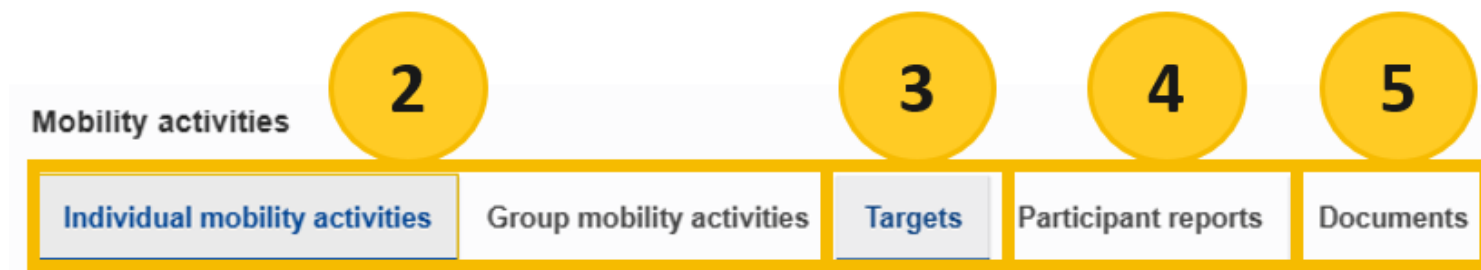 2 3 4 5
Mobility activities
Individual mobility activities Group mobility activities Targets Participant reports Documents